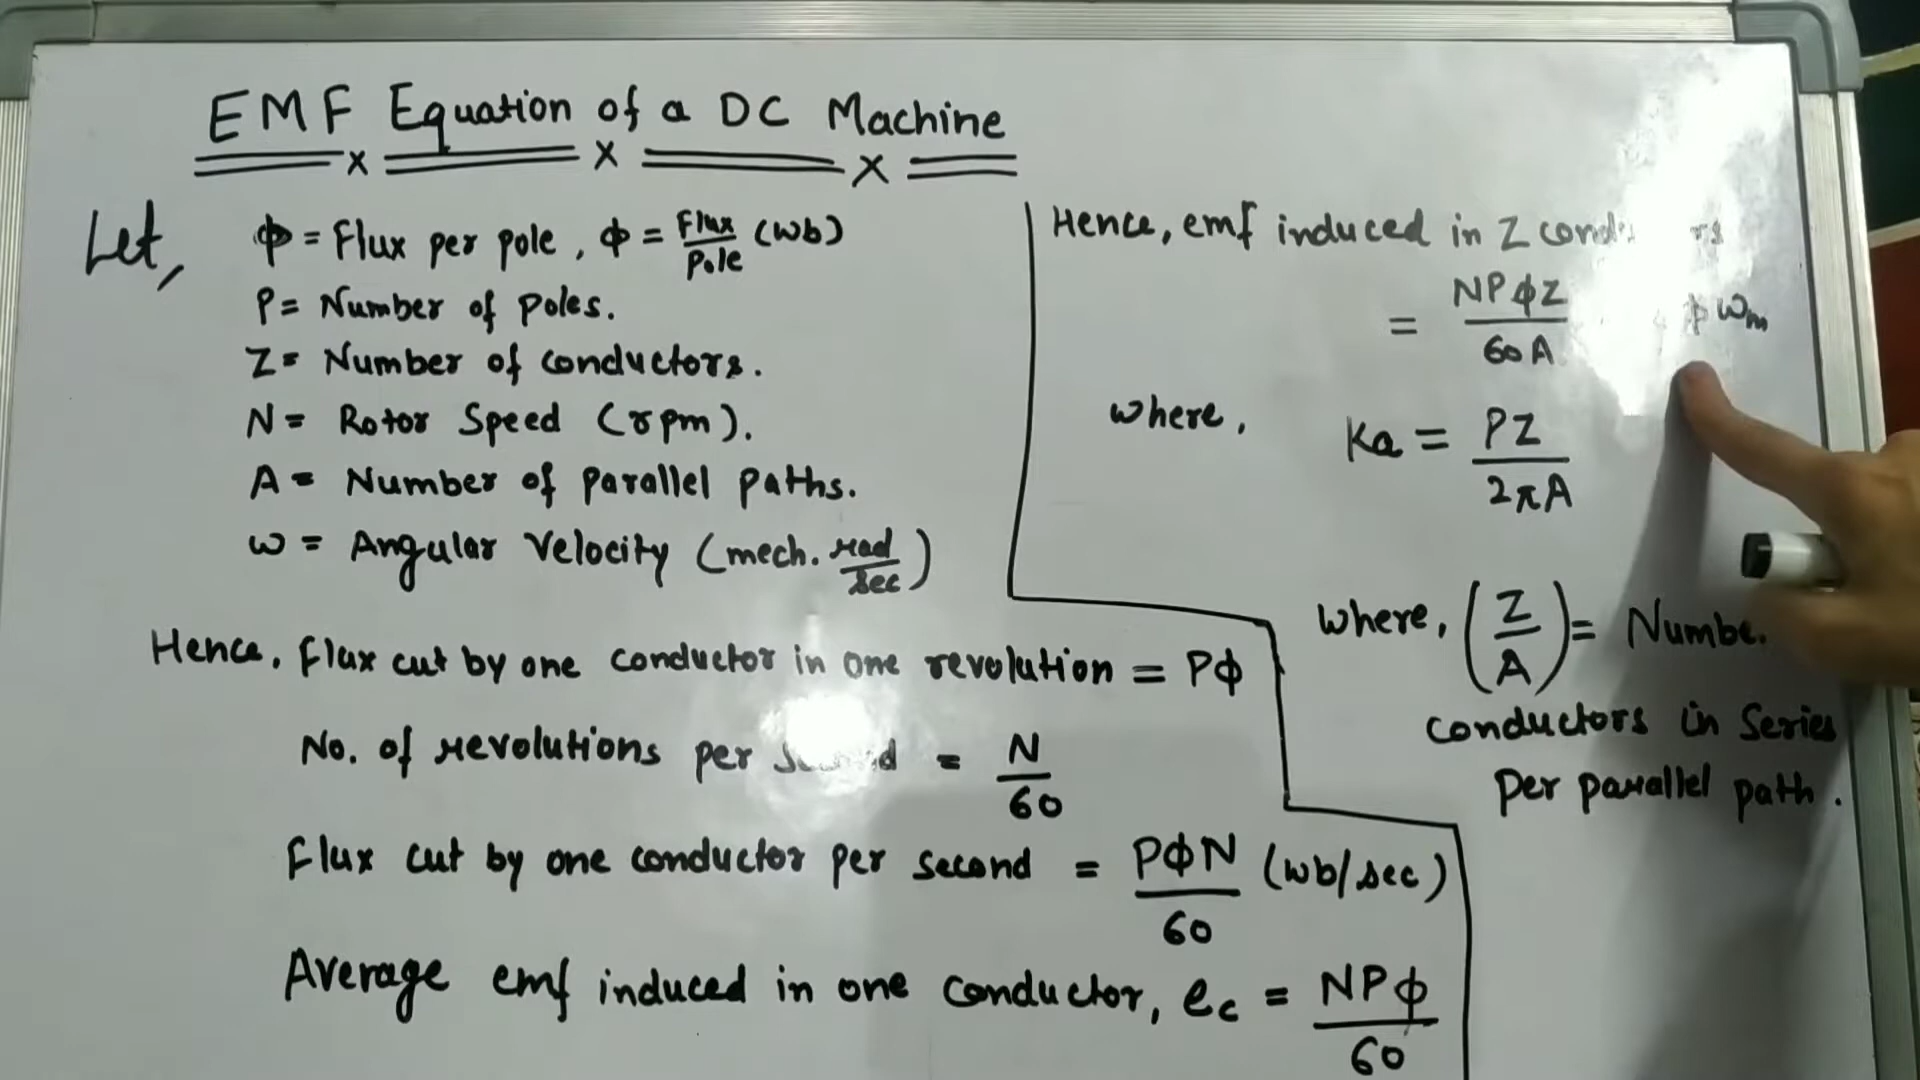 EMF Equation of a DC Machine
Let, φ = Flux per pole, φ = Flux/Pole (wb)
P = Number of poles.
Z = Number of conductors.
N = Rotor Speed (rpm).
A = Number of parallel paths.
ω = Angular Velocity (mech. rad/sec)
Hence, flux cut by one conductor in one revolution = Pφ
No. of revolutions per = N/60
Flux cut by one conductor per second = PφN/60 (wb/sec)
Average emf induced in one conductor, ec = NPφ/60
Hence, emf induced in Z
= NPφZ/60A φ ωm
where, Ka = PZ/2πA
where, (Z/A) =
conductors in series
per parallel path.